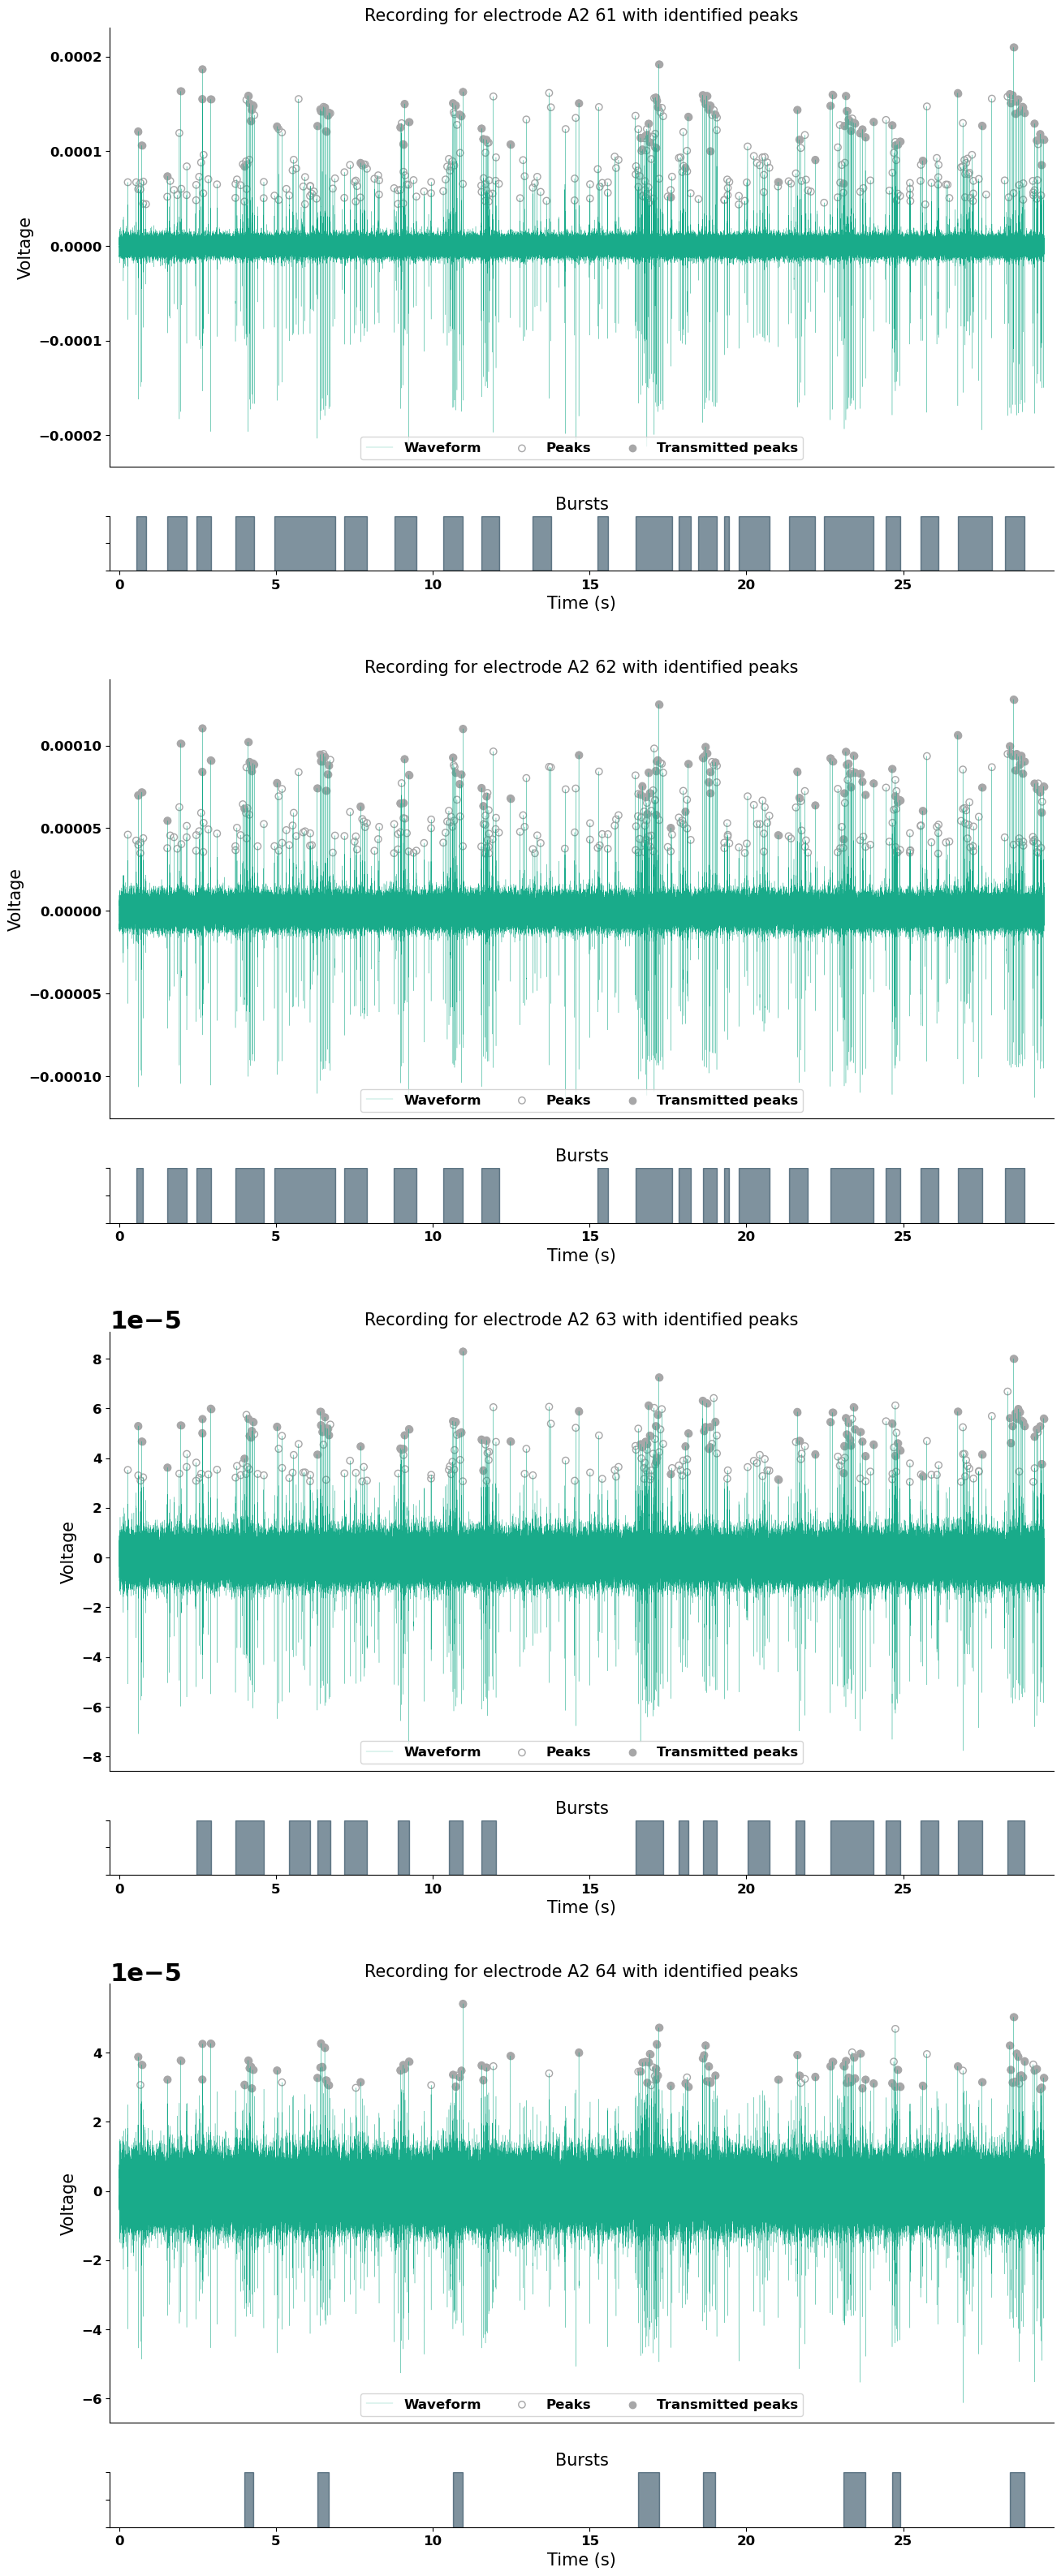 Recording for electrode A2 61 with identified peaks
0.0002
0.0001
0.0000
−0.0001
−0.0002
Voltage
Waveform Peaks Transmitted peaks
Bursts
0 5 10 15 20 25
Time (s)
Recording for electrode A2 62 with identified peaks
0.00010
0.00005
0.00000
−0.00005
−0.00010
Voltage
Waveform Peaks Transmitted peaks
Bursts
0 5 10 15 20 25
Time (s)
1e−5
Recording for electrode A2 63 with identified peaks
8
6
4
2
0
−2
−4
−6
−8
Voltage
Waveform Peaks Transmitted peaks
Bursts
0 5 10 15 20 25
Time (s)
1e−5
Recording for electrode A2 64 with identified peaks
4
2
0
−2
−4
−6
Voltage
Waveform Peaks Transmitted peaks
Bursts
0 5 10 15 20 25
Time (s)